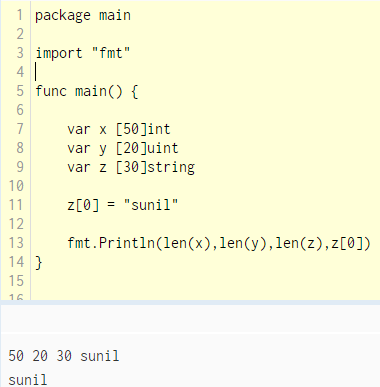 1 package main
2
3 import "fmt"
4
5 func main() {
6
7 var x [50]int
8 var y [20]uint
9 var z [30]string
10
11 z[0] = "sunil"
12
13 fmt.Println(len(x),len(y),len(z),z[0])
14 }
15
16
50 20 30 sunil
sunil